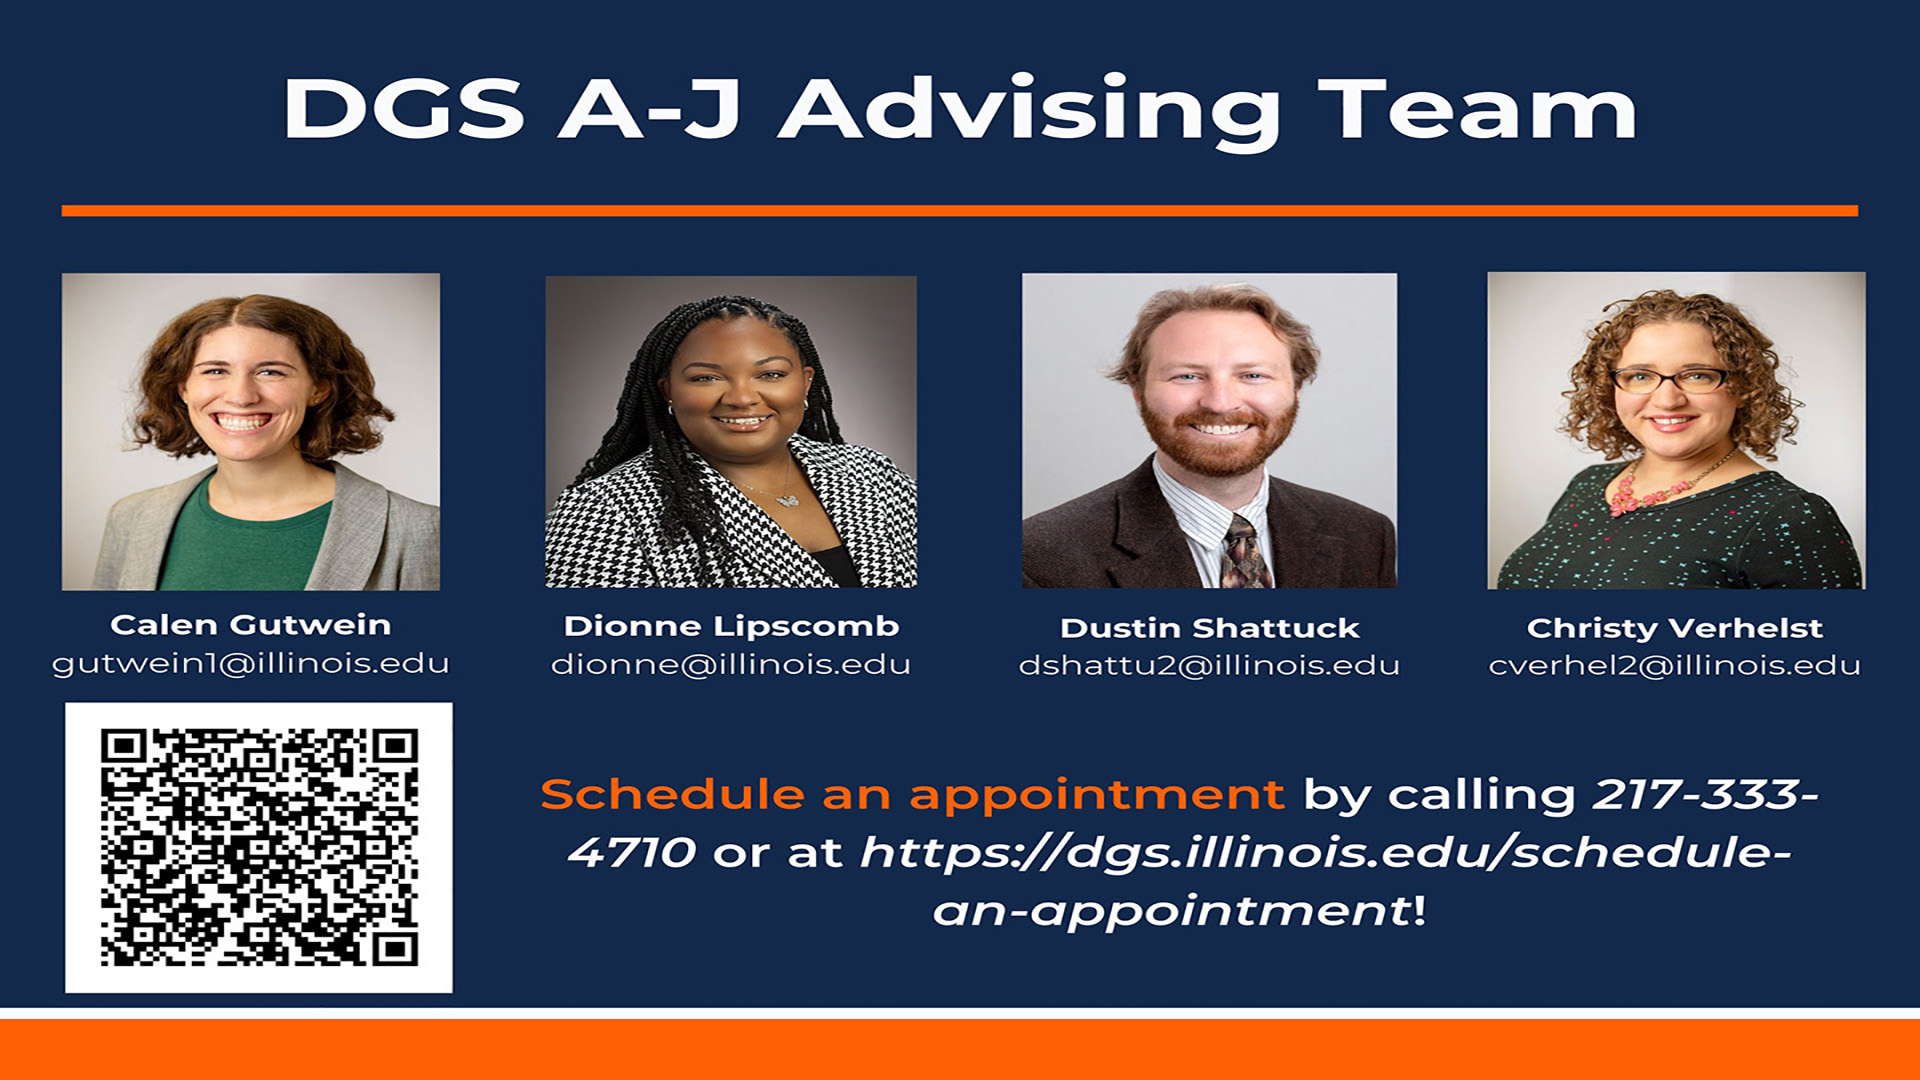 DGS A-J Advising Team
Calen Gutwein
gutwein1@illinois.edu
Dionne Lipscomb
dionne@illinois.edu
Dustin Shattuck
dshattu2@illinois.edu
Christy Verhelst
cverhel2@illinois.edu
Schedule an appointment by calling 217-333-
4710 or at https://dgs.illinois.edu/schedule-
an-appointment!